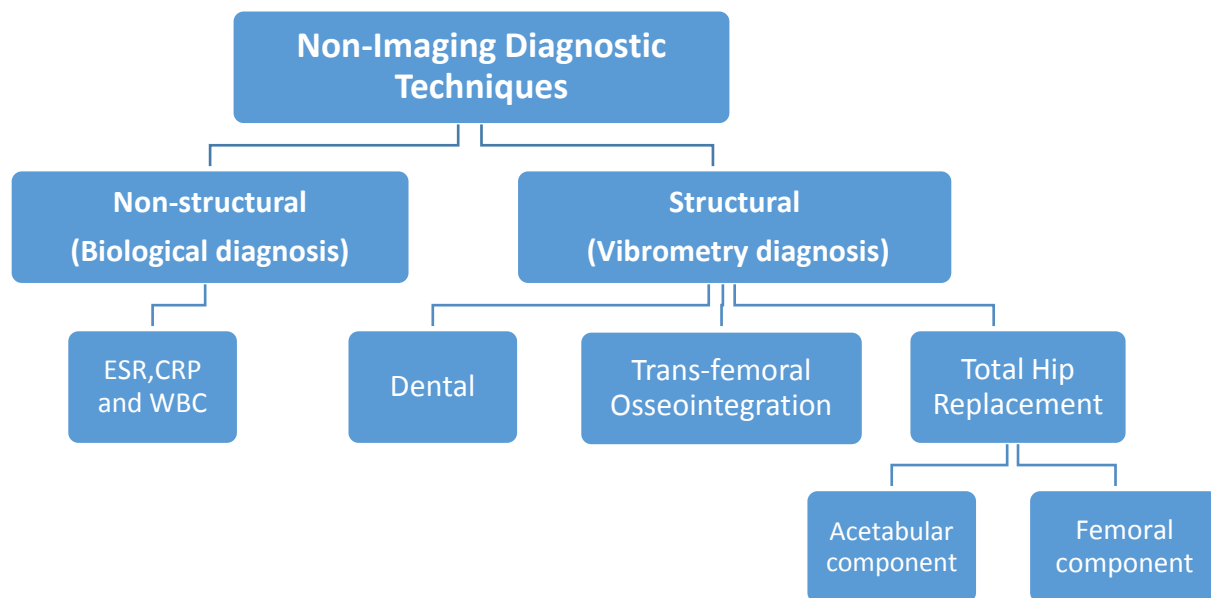 Non-Imaging Diagnostic
Techniques
Non-structural
(Biological diagnosis)
Structural
(Vibrometry diagnosis)
ESR,CRP
and WBC
Dental
Trans-femoral
Osseointegration
Total Hip
Replacement
Acetabular
component
Femoral
component